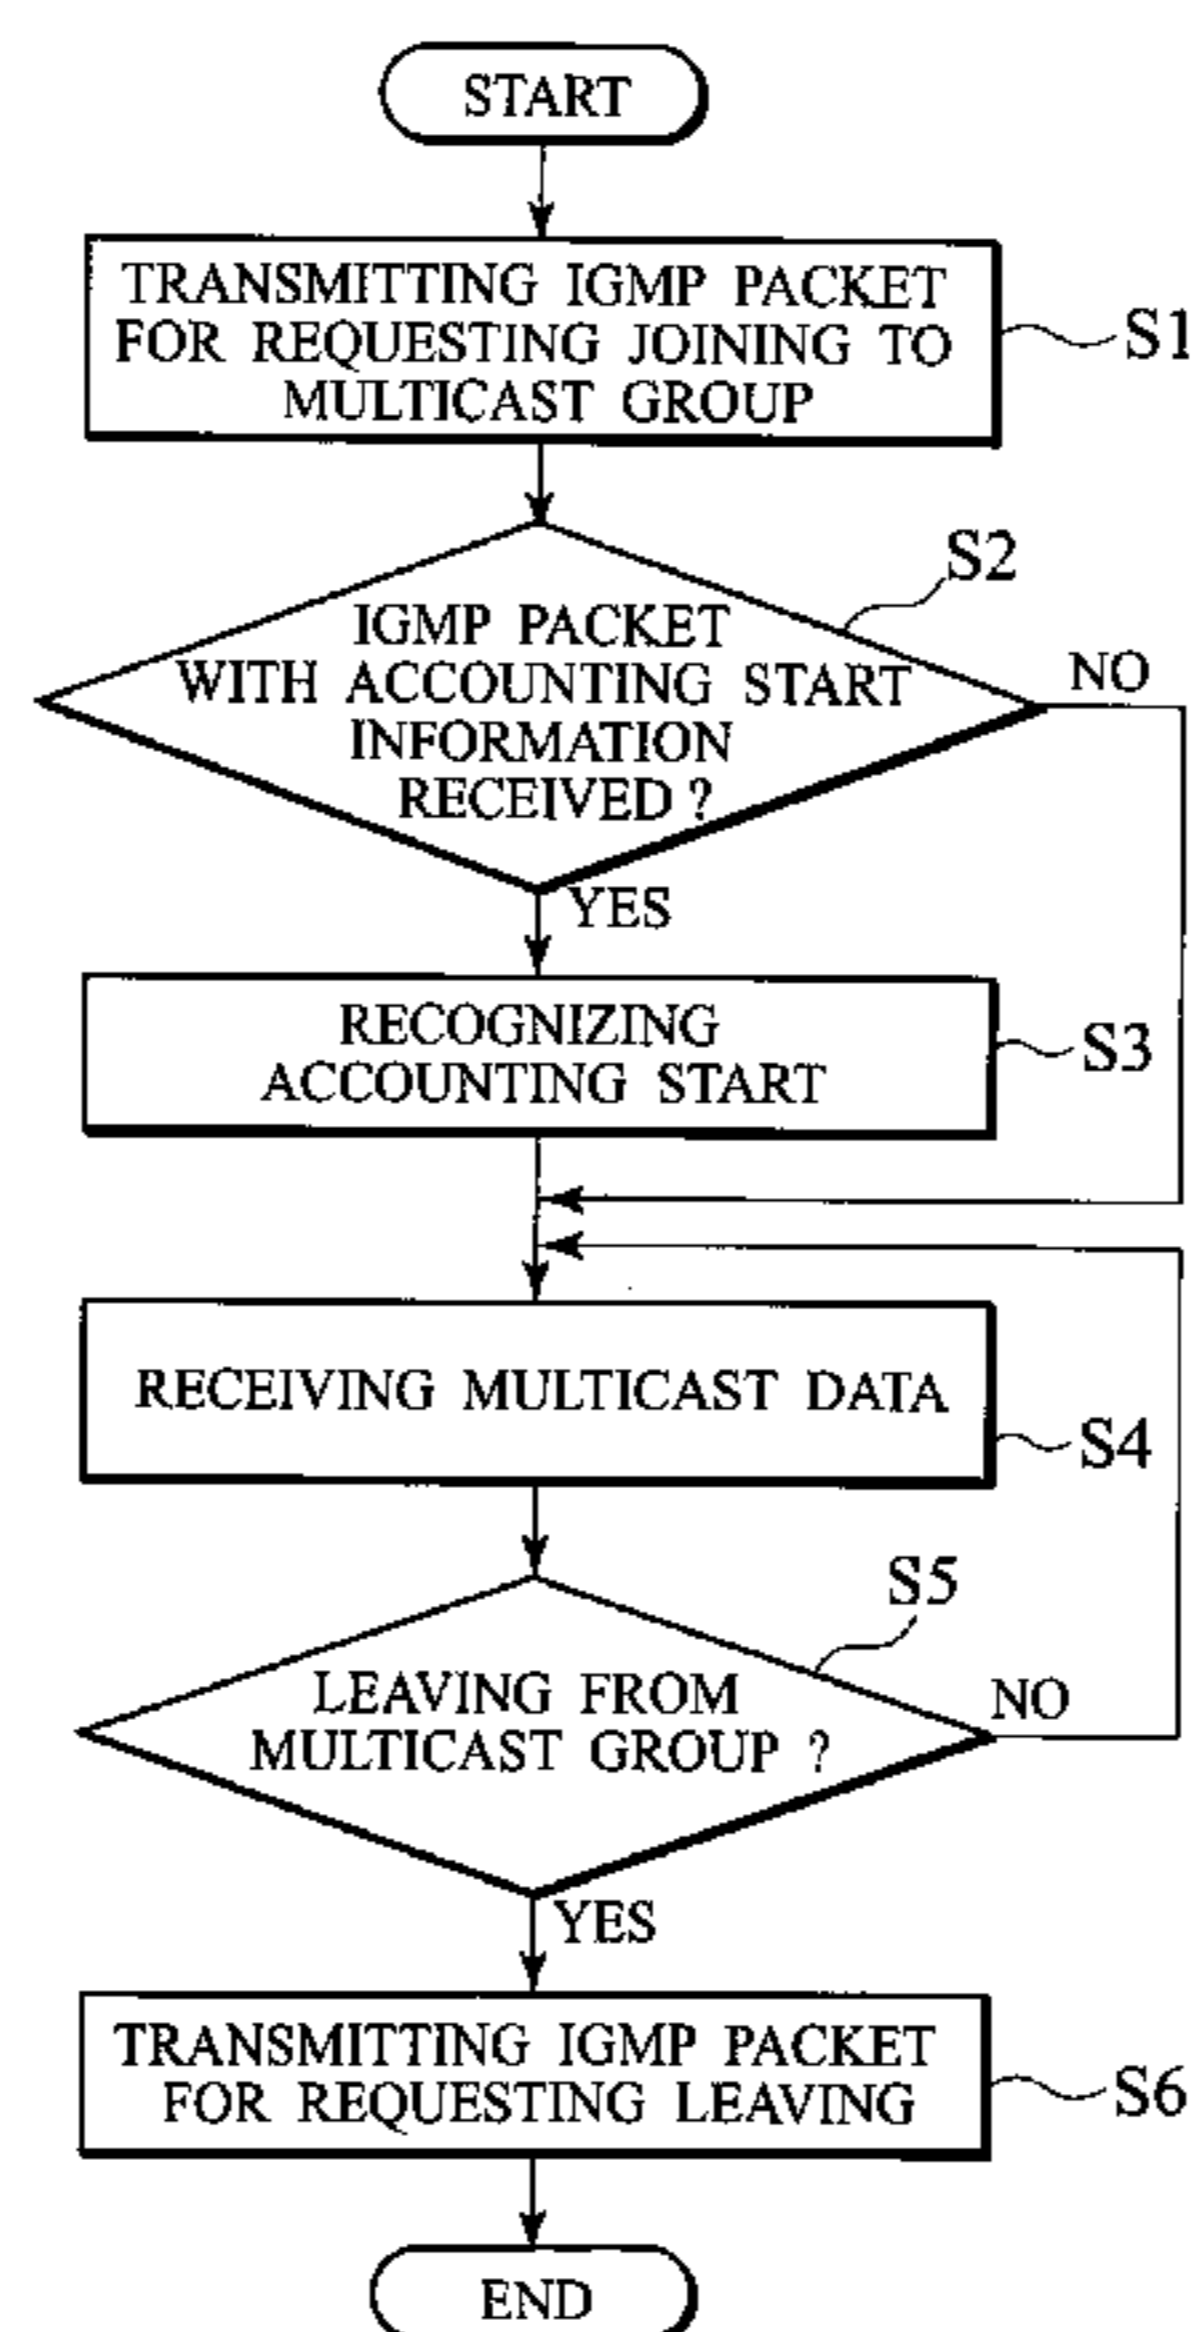 START
TRANSMITTING IGMP PACKET
FOR REQUESTING JOINING TO
MULTICAST GROUP
S1
S2
IGMP PACKET
WITH ACCOUNTING START
INFORMATION
RECEIVED ?
NO
YES
RECOGNIZING
ACCOUNTING START
S3
RECEIVING MULTICAST DATA
S4
S5
LEAVING FROM
MULTICAST GROUP ?
NO
YES
TRANSMITTING IGMP PACKET
FOR REQUESTING LEAVING
S6
END